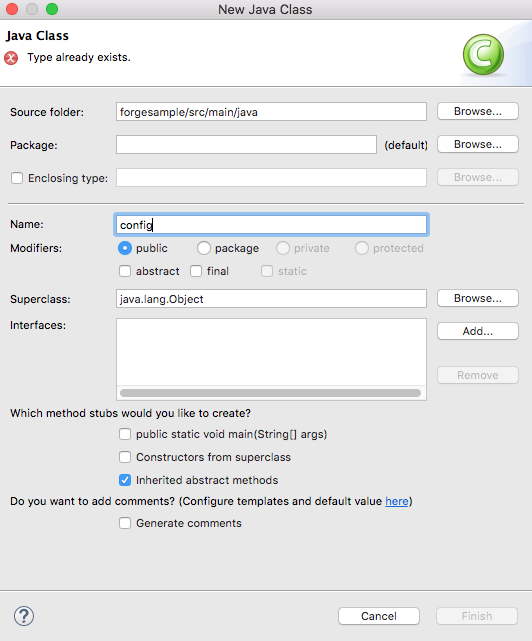 New Java Class
Java Class
Type already exists.
Source folder: forgesample/src/main/java Browse...
Package: (default) Browse...
Enclosing type: Browse...
Name: config
Modifiers: public package private protected
abstract final static
Superclass: java.lang.Object Browse...
Interfaces: Add...
Remove
Which method stubs would you like to create?
public static void main(String[] args)
Constructors from superclass
Inherited abstract methods
Do you want to add comments? (Configure templates and default value here)
Generate comments
? Cancel Finish